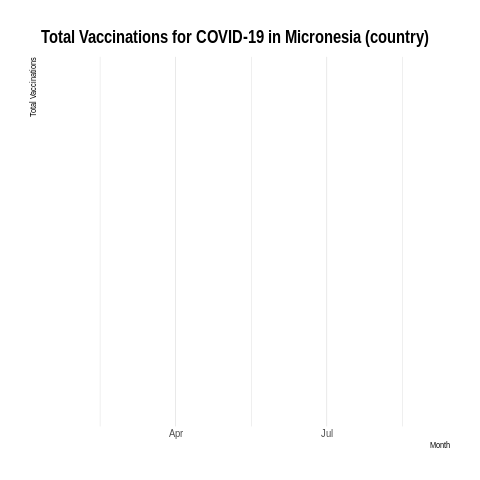 Total Vaccinations for COVID-19 in Micronesia (country)
Total Vaccinations
Apr
Jul
Month